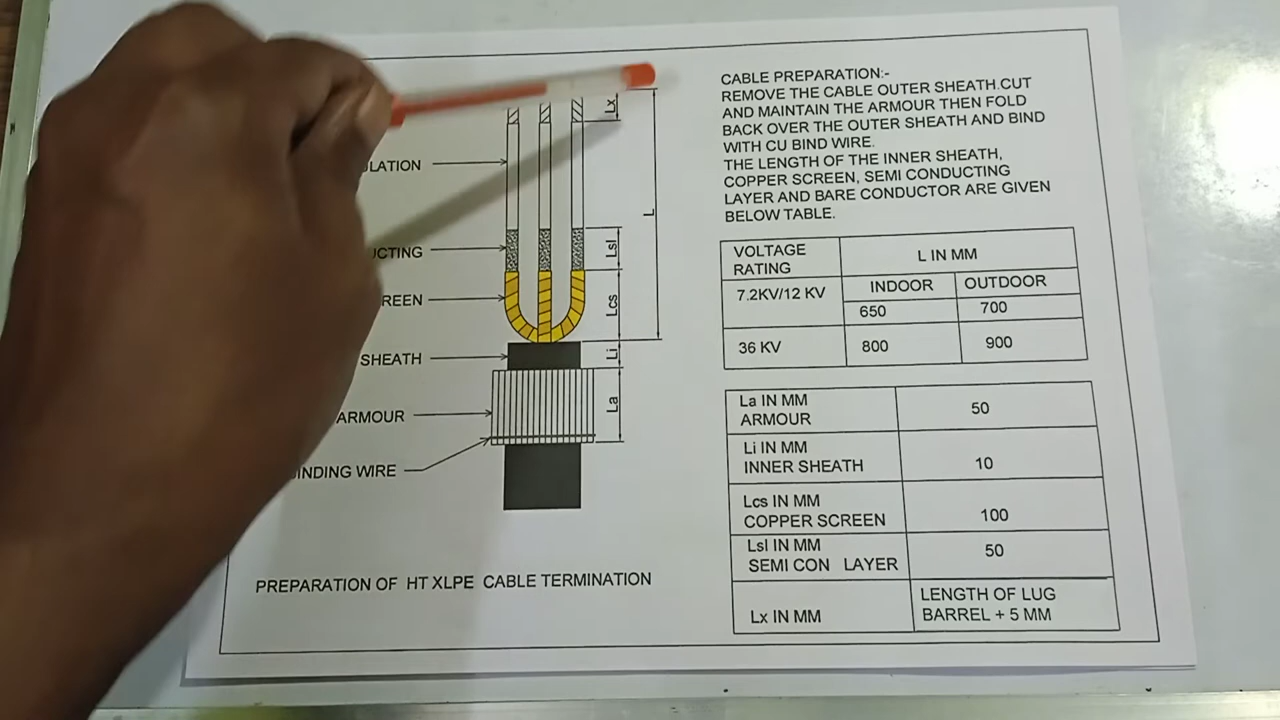 Lx
ULATION
L
Lsl
UCTING
REEN
Lcs
SHEATH
Li
ARMOUR
La
INDING WIRE
PREPARATION OF HT XLPE CABLE TERMINATION
CABLE PREPARATION:-
REMOVE THE CABLE OUTER SHEATH.CUT
AND MAINTAIN THE ARMOUR THEN FOLD
BACK OVER THE OUTER SHEATH AND BIND
WITH CU BIND WIRE.
THE LENGTH OF THE INNER SHEATH,
COPPER SCREEN, SEMI CONDUCTING
LAYER AND BARE CONDUCTOR ARE GIVEN
BELOW TABLE.
VOLTAGE
RATING
L IN MM
7.2KV/12 KV
INDOOR
OUTDOOR
650
700
36 KV
800
900
La IN MM
ARMOUR
50
Li IN MM
INNER SHEATH
10
Lcs IN MM
COPPER SCREEN
100
Lsl IN MM
SEMI CON LAYER
50
Lx IN MM
LENGTH OF LUG
BARREL + 5 MM